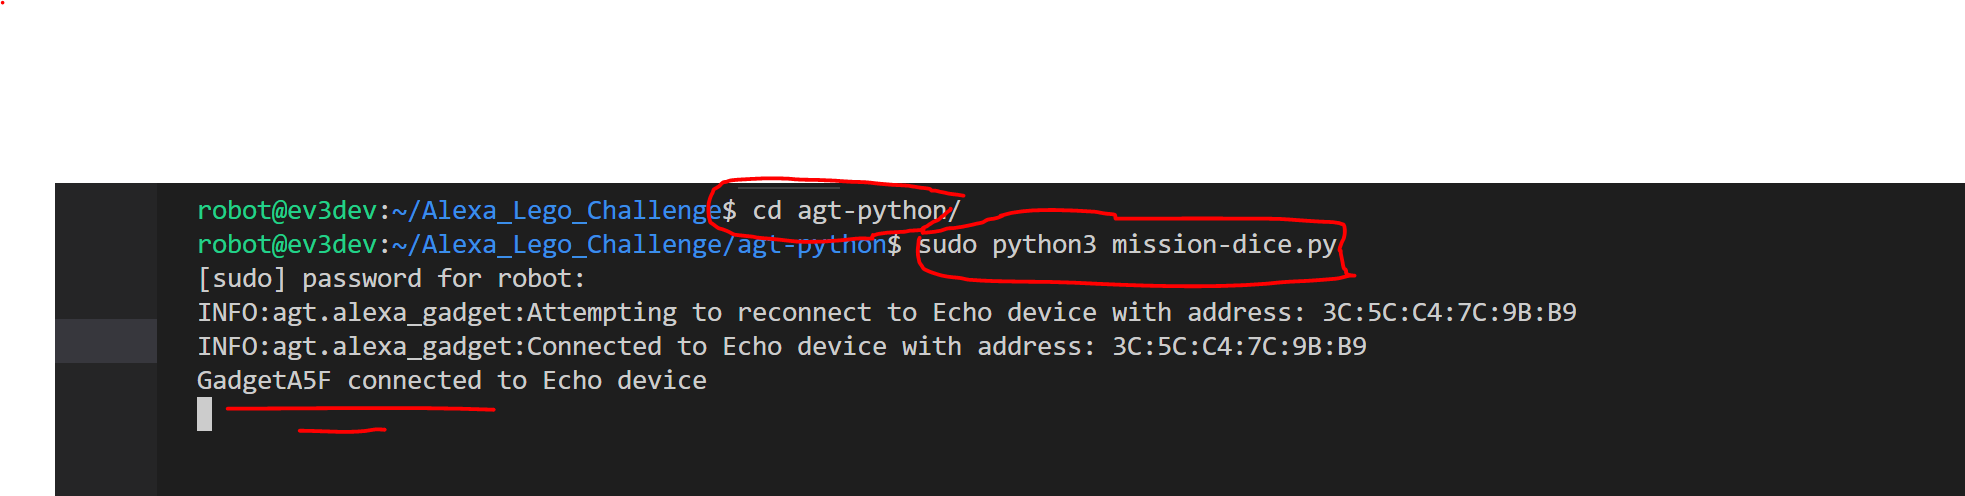 robot@ev3dev:~/Alexa_Lego_Challenge$ cd agt-python/
robot@ev3dev:~/Alexa_Lego_Challenge/agt-python$ sudo python3 mission-dice.py
[sudo] password for robot:
INFO:agt.alexa_gadget:Attempting to reconnect to Echo device with address: 3C:5C:C4:7C:9B:B9
INFO:agt.alexa_gadget:Connected to Echo device with address: 3C:5C:C4:7C:9B:B9
GadgetA5F connected to Echo device